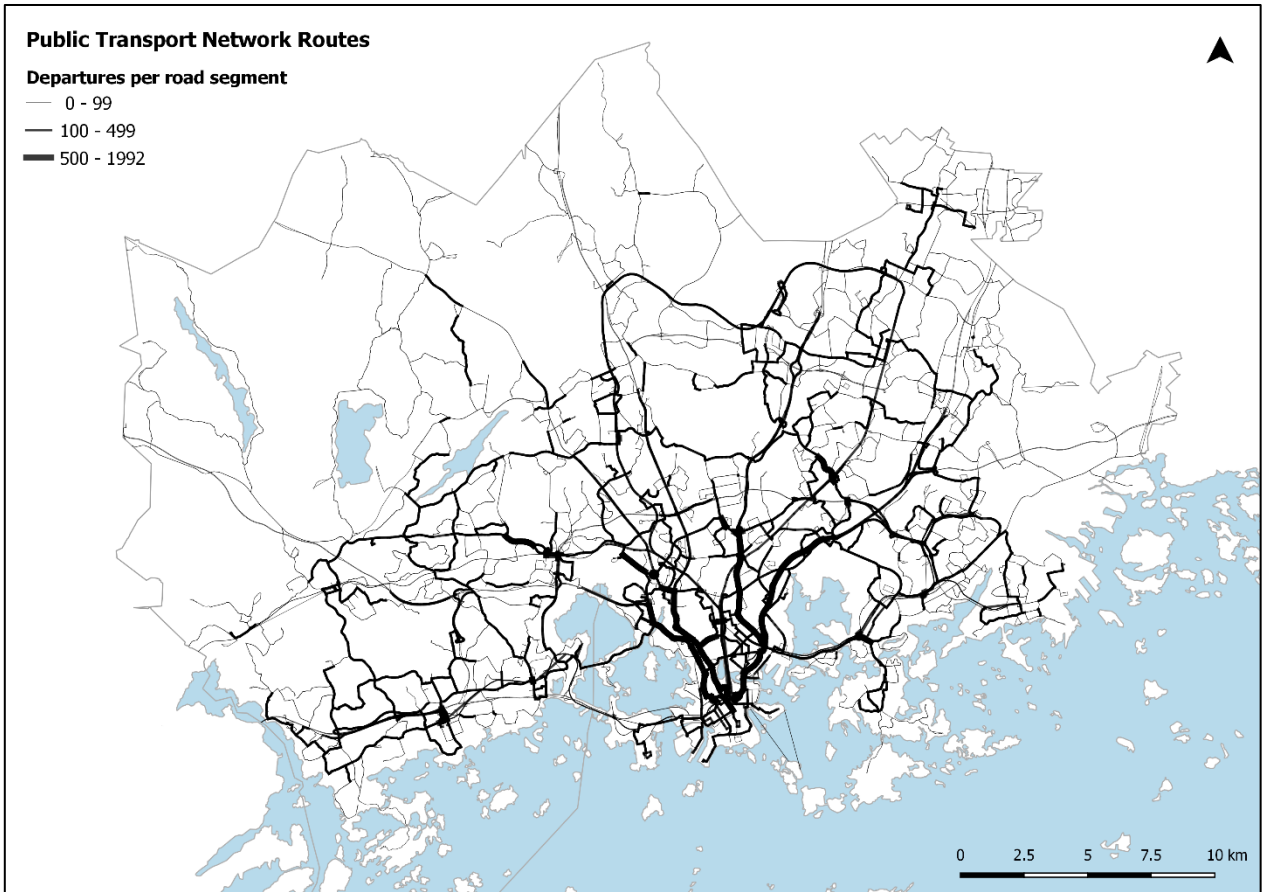 Public Transport Network Routes
Departures per road segment
0 - 99
100 - 499
500 - 1992
0 2.5 5 7.5 10 km